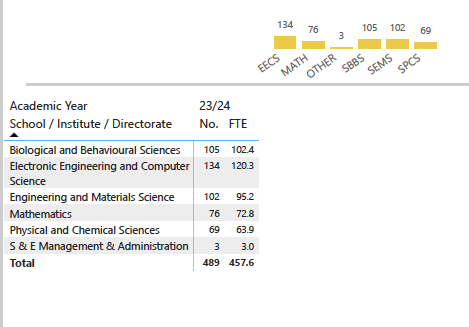 134 76 3 105 102 69
EECS MATH OTHER SBBS SEMS SPCS
Academic Year 23/24
School / Institute / Directorate No. FTE
Biological and Behavioural Sciences 105 102.4
Electronic Engineering and Computer 134 120.3
Science
Engineering and Materials Science 102 95.2
Mathematics 76 72.8
Physical and Chemical Sciences 69 63.9
S & E Management & Administration 3 3.0
Total 489 457.6